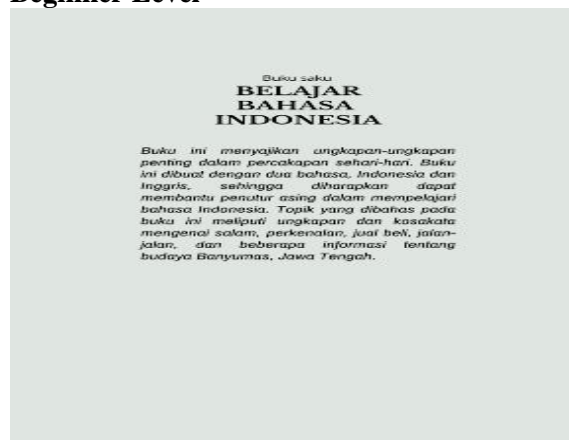 Beginner Level
Buku saku
BELAJAR
BAHASA
INDONESIA
Buku ini menyajikan ungkapan-ungkapan
penting dalam percakapan sehari-hari. Buku
ini dibuat dengan dua bahasa, Indonesia dan
Inggris, sehingga diharapkan dapat
membantu penutur asing dalam mempelajari
bahasa Indonesia. Topik yang dibahas pada
buku ini meliputi ungkapan dan kosakata
mengenai salam, perkenalan, jual beli, jalan-
jalan, dan beberapa informasi tentang
budaya Banyumas, Jawa Tengah.